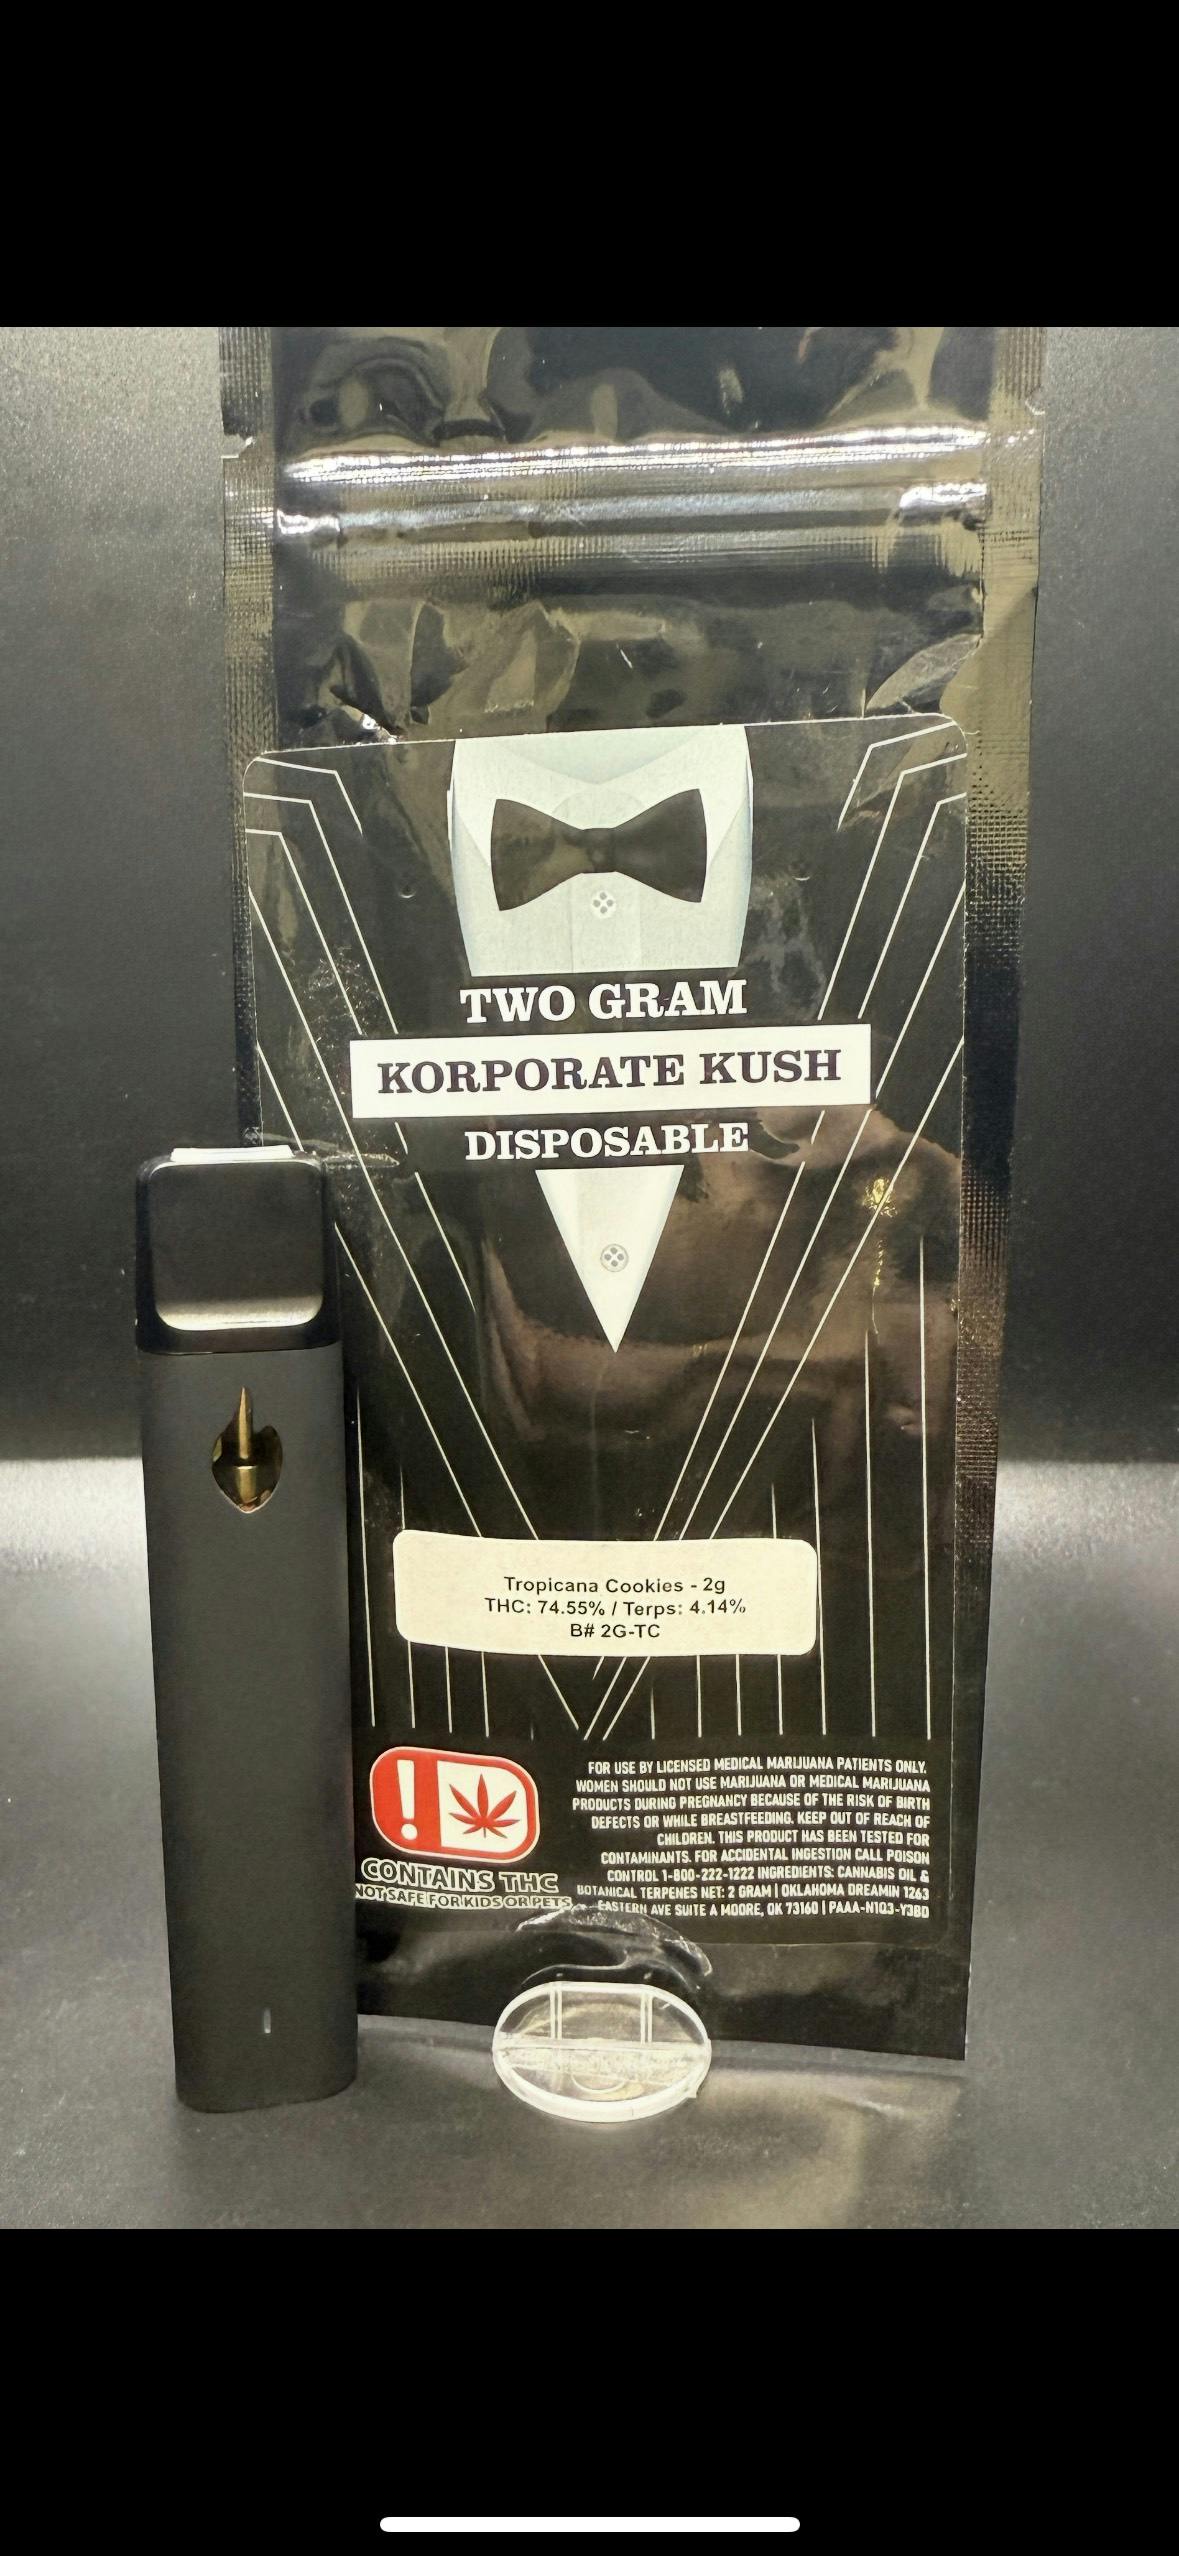 TWO GRAM
KORPORATE KUSH
DISPOSABLE
Tropicana Cookies - 2g
THC: 74.55% / Terps: 4.14%
B# 2G-TC
!
CONTAINS THC
NOT SAFE FOR KIDS OR PETS
FOR USE BY LICENSED MEDICAL MARIJUANA PATIENTS ONLY.
WOMEN SHOULD NOT USE MARIJUANA OR MEDICAL MARIJUANA
PRODUCTS DURING PREGNANCY BECAUSE OF THE RISK OF BIRTH
DEFECTS OR WHILE BREASTFEEDING. KEEP OUT OF REACH OF
CHILDREN. THIS PRODUCT HAS BEEN TESTED FOR
CONTAMINANTS. FOR ACCIDENTAL INGESTION CALL POISON
CONTROL 1-800-222-1222 INGREDIENTS: CANNABIS OIL &
BOTANICAL TERPENES NET: 2 GRAM | OKLAHOMA DREAMIN 1263
EASTERN AVE SUITE A MOORE, OK 73160 | PAAA-N1Q3-Y3BD